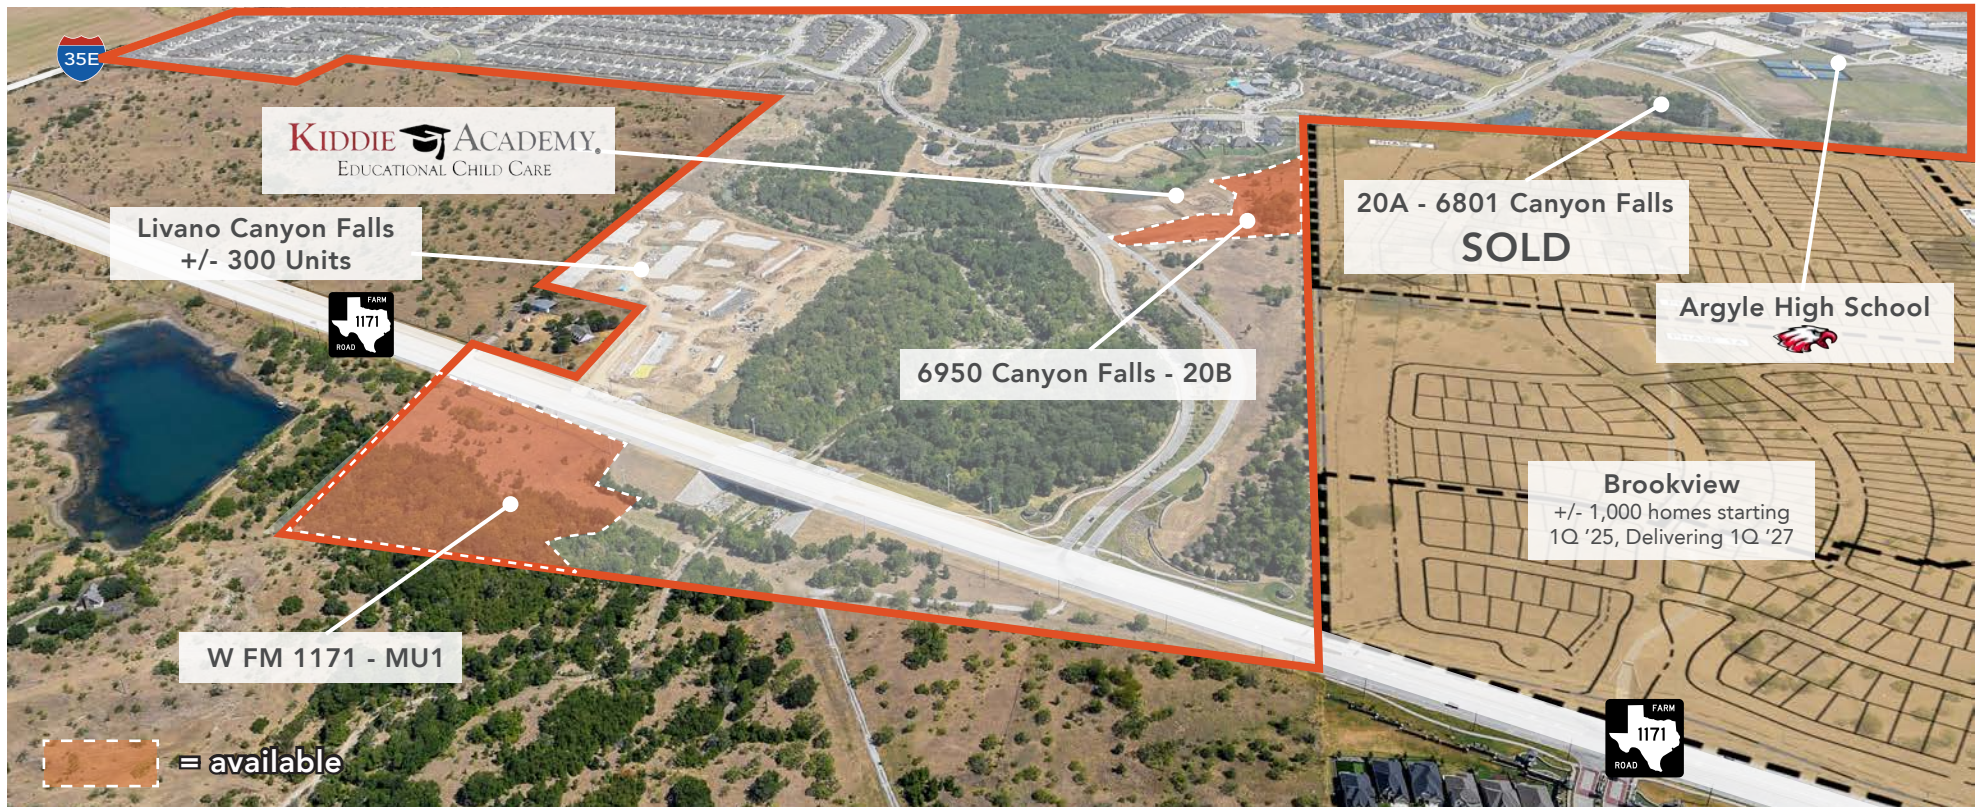 35E
KIDDIE ACADEMY®
EDUCATIONAL CHILD CARE
Livano Canyon Falls
+/- 300 Units
FARM
1171
ROAD
20A - 6801 Canyon Falls
SOLD
Argyle High School
6950 Canyon Falls - 20B
Brookview
+/- 1,000 homes starting
1Q ‘25, Delivering 1Q ‘27
W FM 1171 - MU1
= available
FARM
1171
ROAD